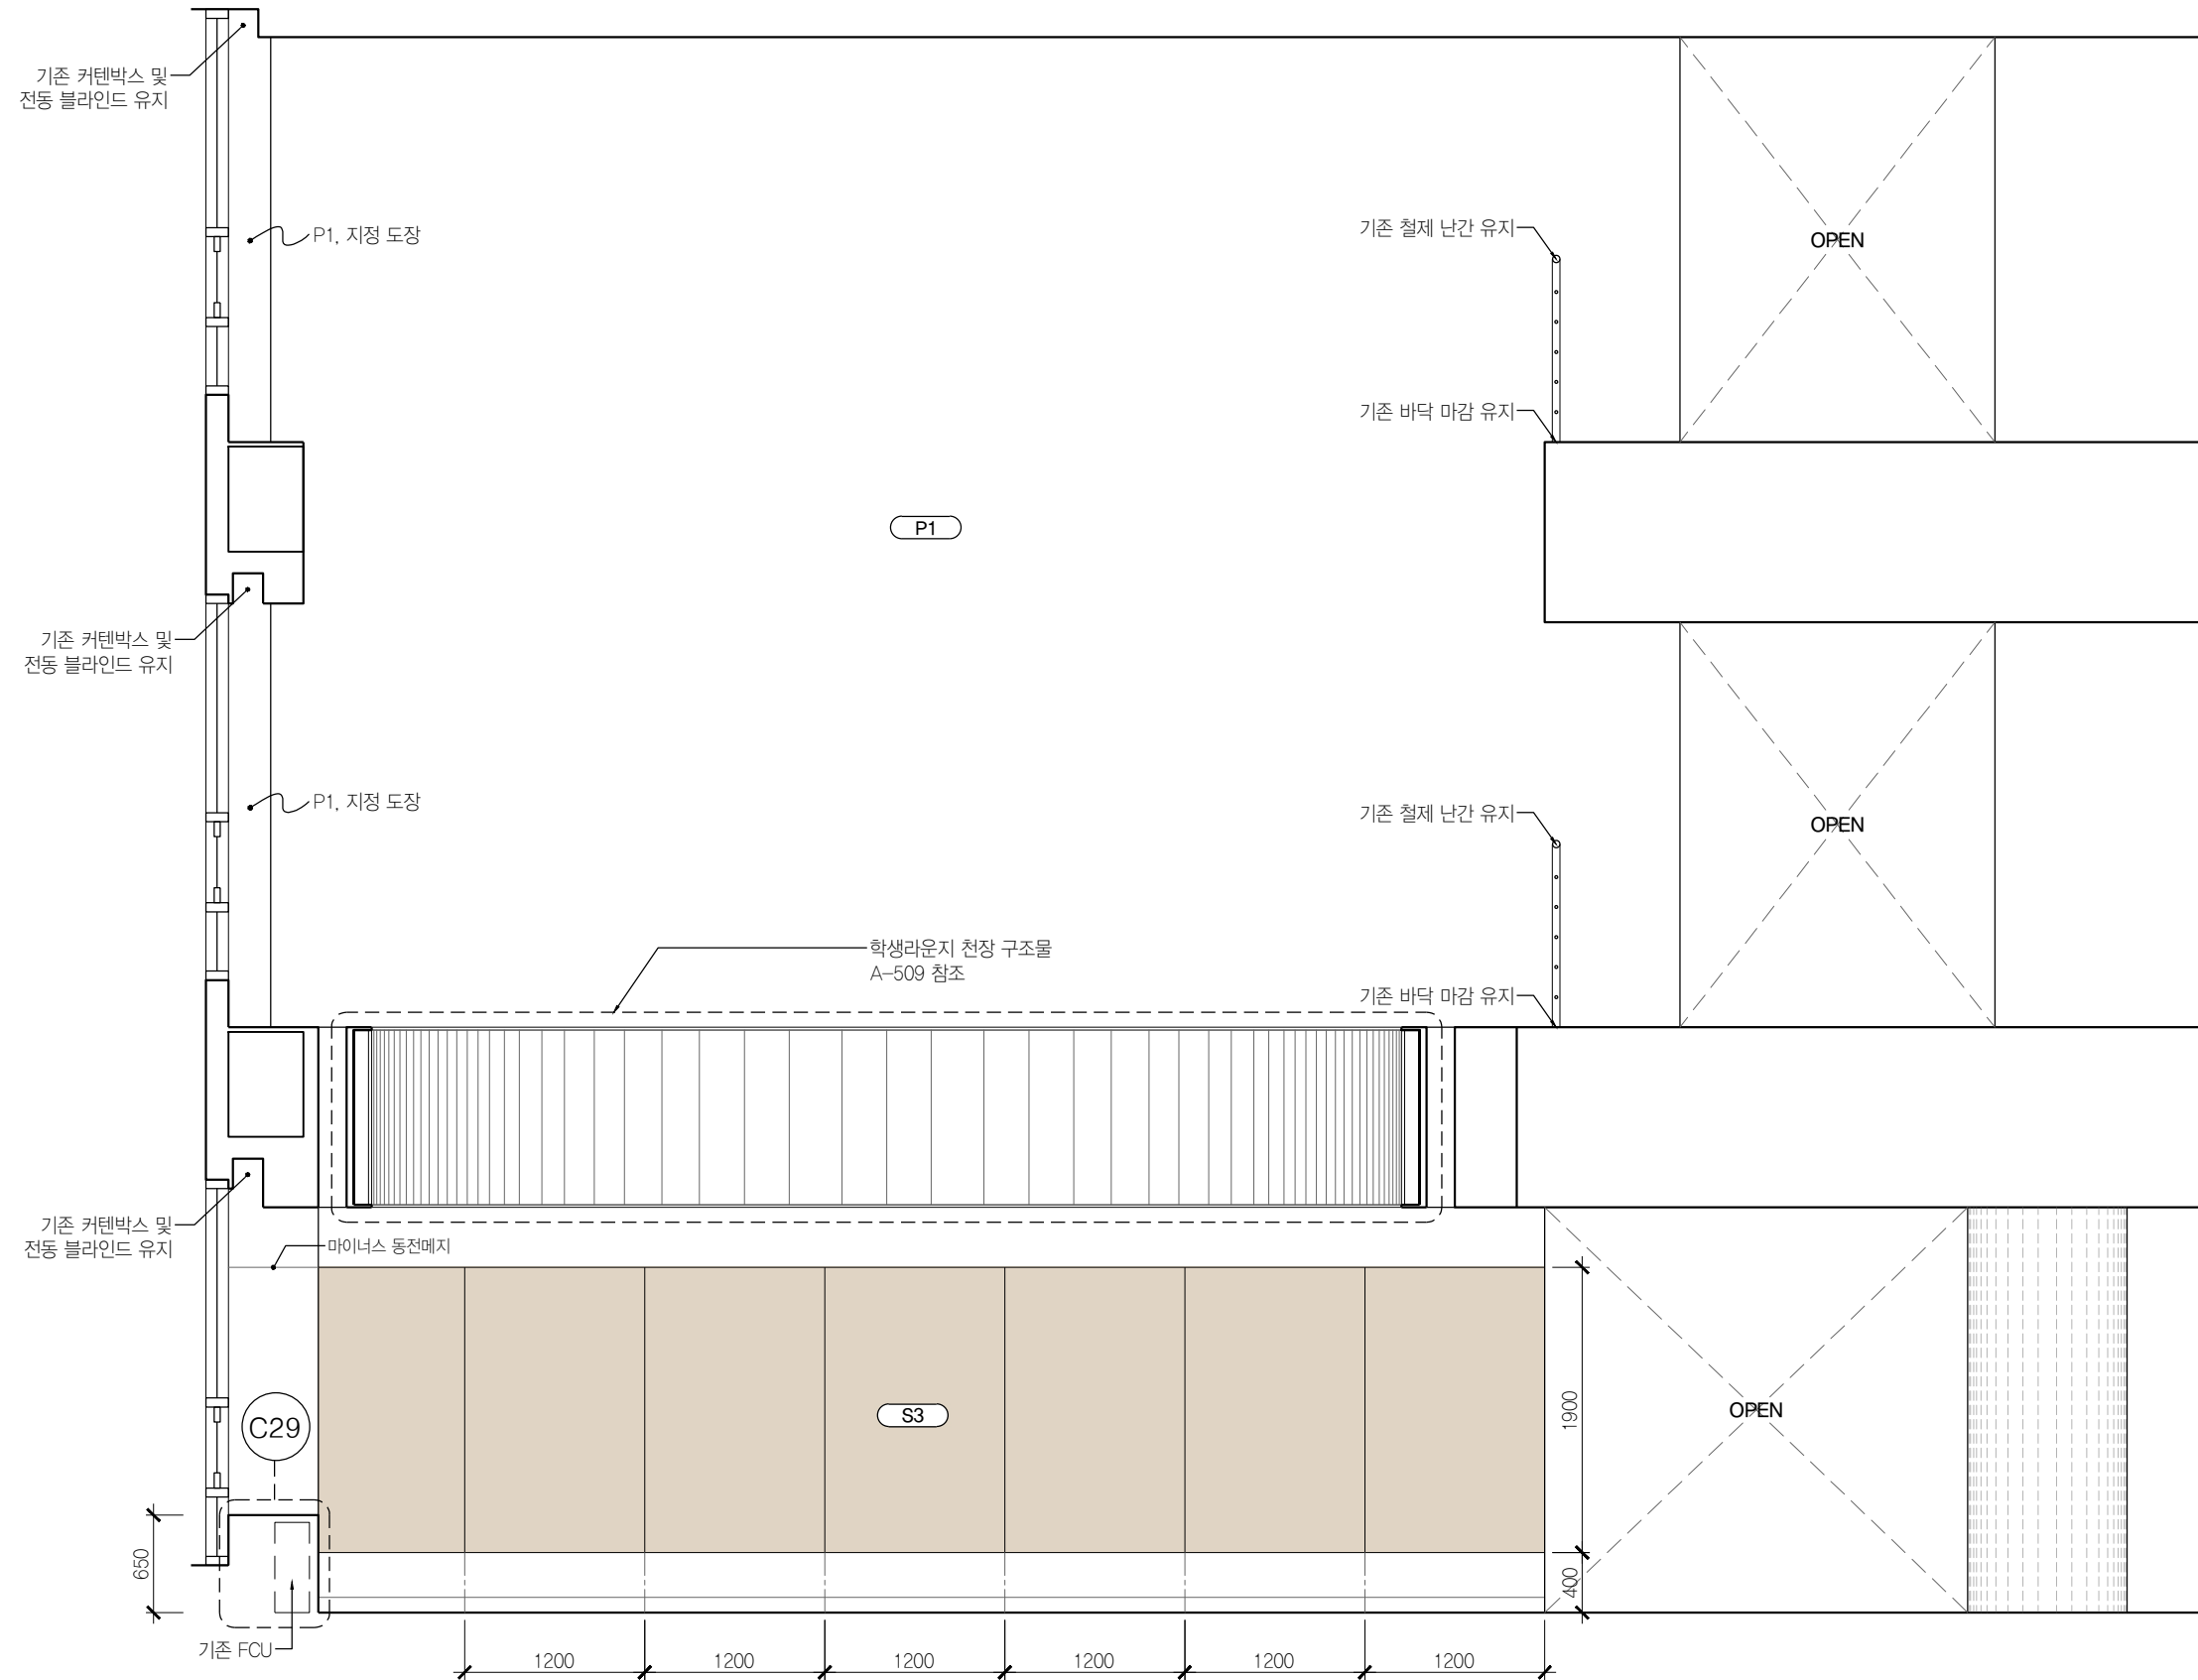 기존 커텐박스 및
전동 블라인드 유지
P1, 지정 도장
기존 철제 난간 유지
OPEN
기존 바닥 마감 유지
P1
기존 커텐박스 및
전동 블라인드 유지
P1, 지정 도장
기존 철제 난간 유지
OPEN
학생라운지 천장 구조물
A-509 참조
기존 바닥 마감 유지
기존 커텐박스 및
전동 블라인드 유지
마이너스 동전메지
C29
S3
1900
OPEN
650
400
기존 FCU
1200
1200
1200
1200
1200
1200